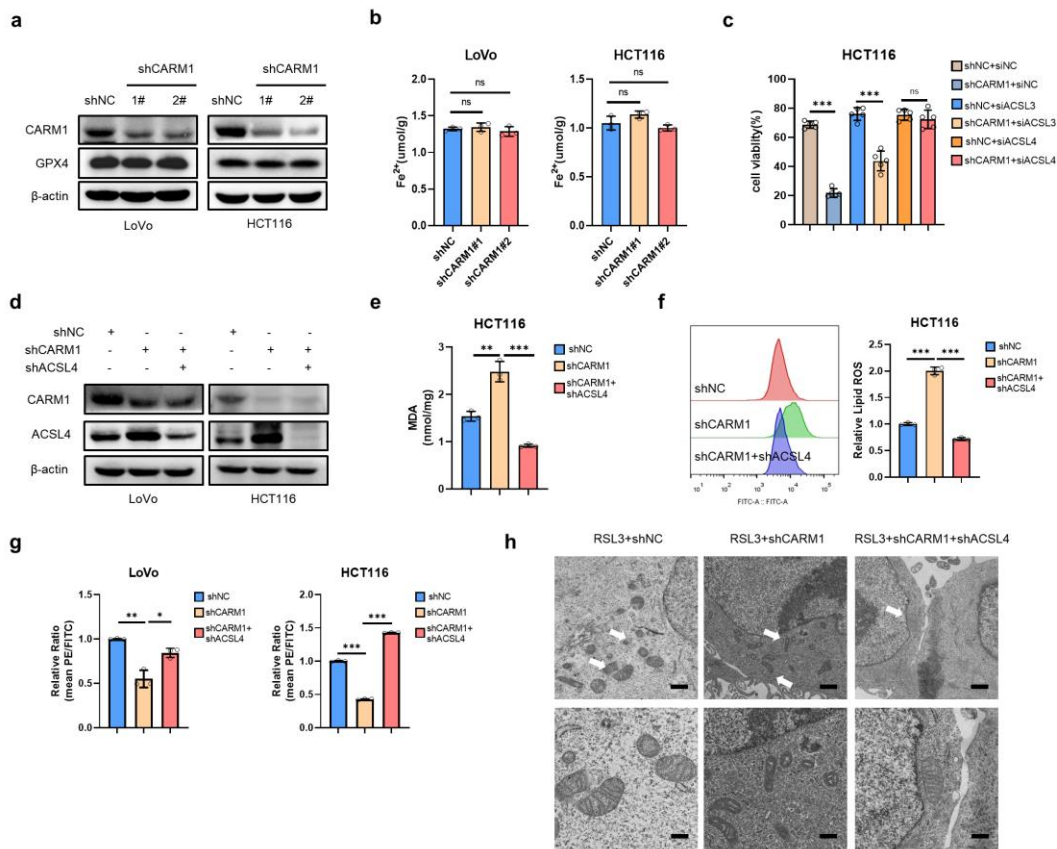 a
shCARM1 shCARM1
shNC 1# 2# shNC 1# 2#
CARM1
GPX4
β-actin
LoVo HCT116
b
LoVo
Fe²⁺(umol/g)
2.0
1.5
1.0
0.5
0.0
ns
ns
shNC
shCARM1#1
shCARM1#2
HCT116
Fe²⁺(umol/g)
2.0
1.5
1.0
0.5
0.0
ns
ns
shNC
shCARM1#1
shCARM1#2
c
HCT116
cell viability(%)
100
80
60
40
20
0
*** *** ns
shNC+siNC
shCARM1+siNC
shNC+siACSL3
shCARM1+siACSL3
shNC+siACSL4
shCARM1+siACSL4
d
shNC + - - + - -
shCARM1 - + + - + +
shACSL4 - - + - - +
CARM1
ACSL4
β-actin
LoVo HCT116
e
HCT116
MDA
(nmol/mg)
3
2
1
0
** ***
shNC
shCARM1
shCARM1+
shACSL4
f
shNC
shCARM1
shCARM1+shACSL4
10¹ 10² 10³ 10⁴ 10⁵
FITC-A :: FITC-A
HCT116
Relative Lipid ROS
2.5
2.0
1.5
1.0
0.5
0.0
*** ***
shNC
shCARM1
shCARM1+
shACSL4
g
LoVo
Relative Ratio
(mean PE/FITC)
1.5
1.0
0.5
0.0
** *
shNC
shCARM1
shCARM1+
shACSL4
HCT116
Relative Ratio
(mean PE/FITC)
1.5
1.0
0.5
0.0
*** ***
shNC
shCARM1
shCARM1+
shACSL4
h
RSL3+shNC RSL3+shCARM1 RSL3+shCARM1+shACSL4